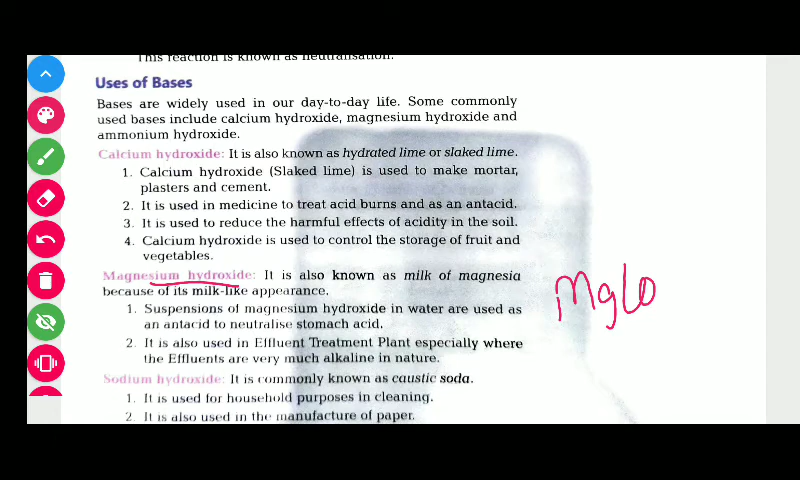 This reaction is known as neutralisation.
Uses of Bases
Bases are widely used in our day-to-day life. Some commonly
used bases include calcium hydroxide, magnesium hydroxide and
ammonium hydroxide.
Calcium hydroxide: It is also known as hydrated lime or slaked lime.
1. Calcium hydroxide (Slaked lime) is used to make mortar,
plasters and cement.
2. It is used in medicine to treat acid burns and as an antacid.
3. It is used to reduce the harmful effects of acidity in the soil.
4. Calcium hydroxide is used to control the storage of fruit and
vegetables.
Magnesium hydroxide: It is also known as milk of magnesia
because of its milk-like appearance.
1. Suspensions of magnesium hydroxide in water are used as
an antacid to neutralise stomach acid.
2. It is also used in Effluent Treatment Plant especially where
the Effluents are very much alkaline in nature.
Sodium hydroxide: It is commonly known as caustic soda.
1. It is used for household purposes in cleaning.
2. It is also used in the manufacture of paper.